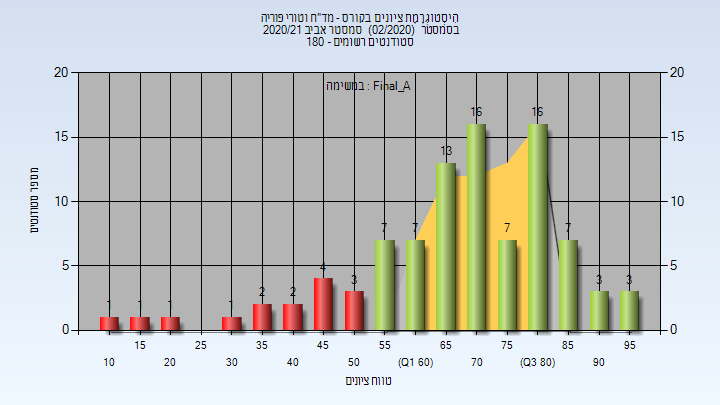 היסטוגרמת ציונים בקורס - מד"ח וטורי פוריה
בסמסטר (02/2020) סמסטר אביב 2020/21
סטודנטים רשומים - 180
במשימה : Final_A
מספר סטודנטים
20 20
15 15
10 10
5 5
0 0
1 1 1 1 2 2 4 3 7 7 13 16 7 16 7 3 3
15 25 35 45 55 65 75 85 95
10 20 30 40 50 (Q1 60) 70 (Q3 80) 90
טווח ציונים